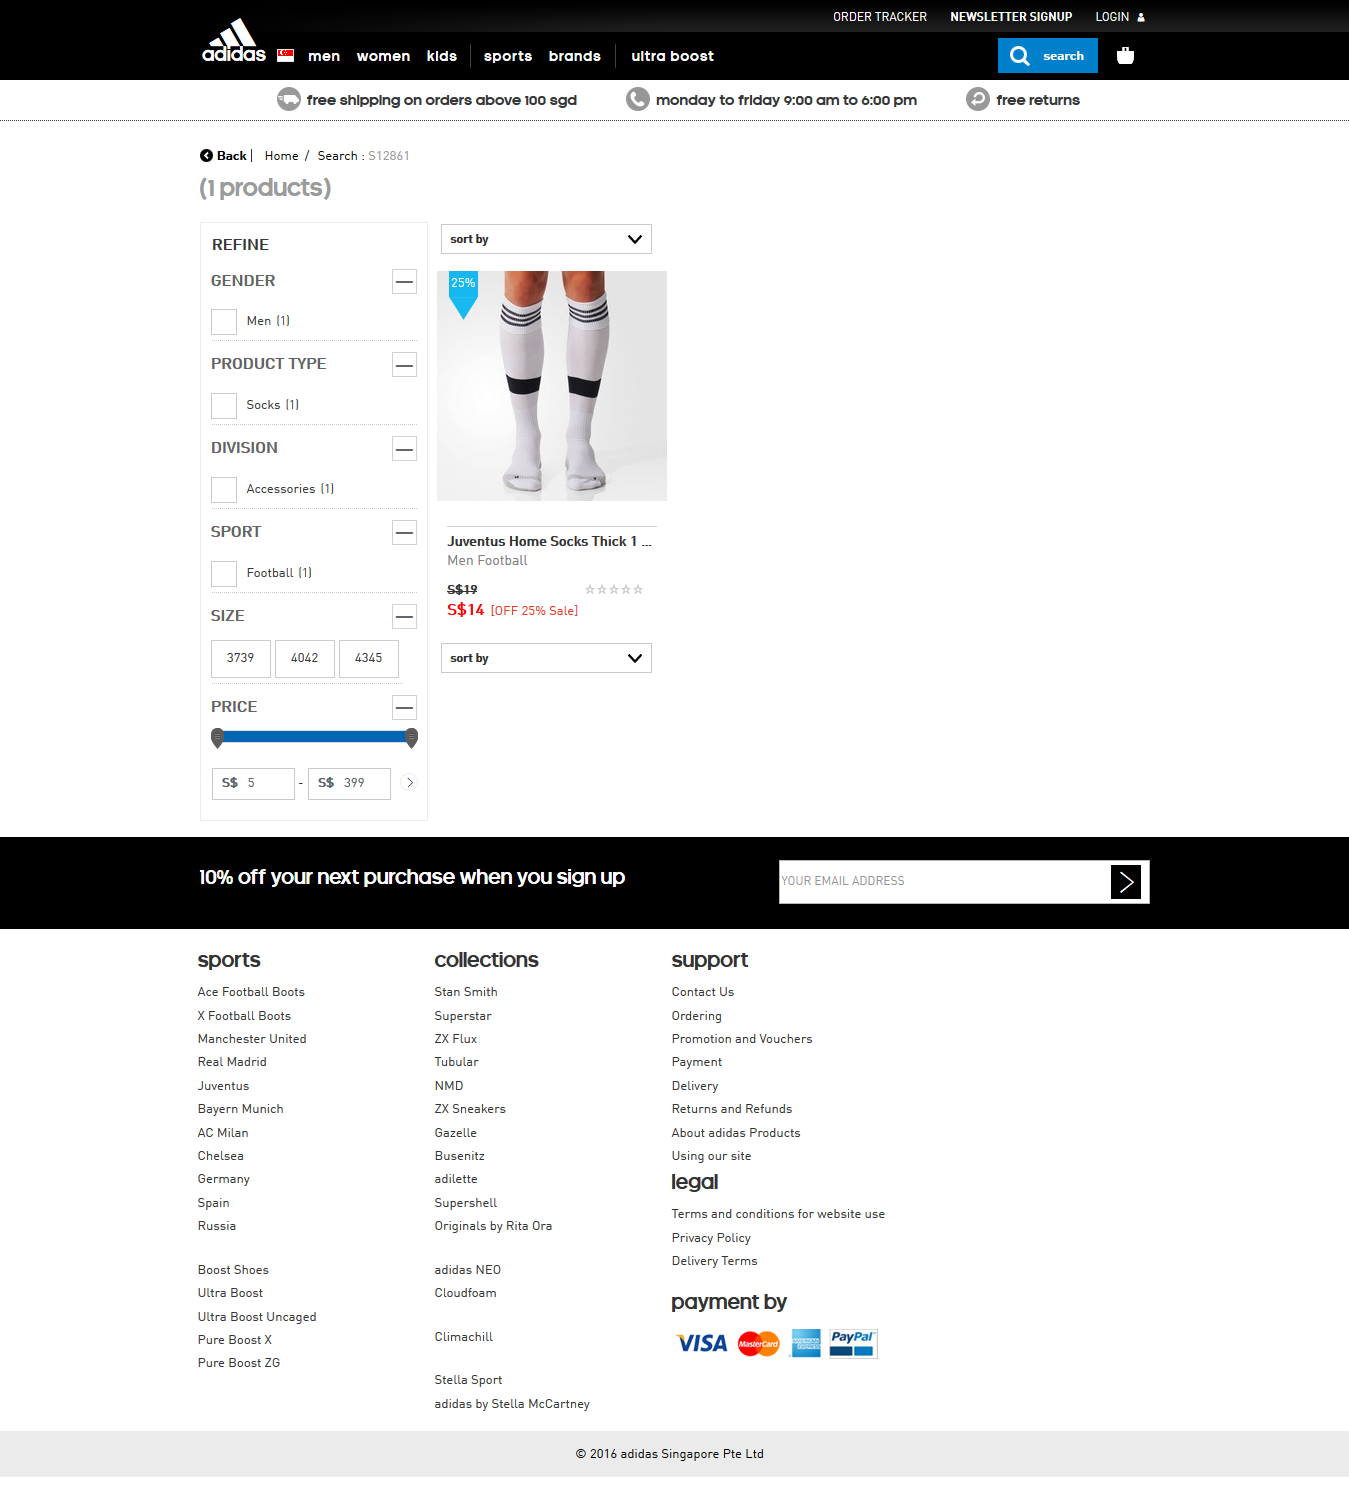 ORDER TRACKER NEWSLETTER SIGNUP LOGIN
adidas men women kids sports brands ultra boost search
free shipping on orders above 100 sgd monday to friday 9:00 am to 6:00 pm free returns
Back | Home / Search : S12861
(1 products)
REFINE
GENDER
Men (1)
PRODUCT TYPE
Socks (1)
DIVISION
Accessories (1)
SPORT
Football (1)
SIZE
3739 4042 4345
PRICE
S$ 5 - S$ 399
sort by
25%
Juventus Home Socks Thick 1 ...
Men Football
S$19
S$14 [OFF 25% Sale]
sort by
10% off your next purchase when you sign up
YOUR EMAIL ADDRESS
sports
Ace Football Boots
X Football Boots
Manchester United
Real Madrid
Juventus
Bayern Munich
AC Milan
Chelsea
Germany
Spain
Russia
Boost Shoes
Ultra Boost
Ultra Boost Uncaged
Pure Boost X
Pure Boost ZG
collections
Stan Smith
Superstar
ZX Flux
Tubular
NMD
ZX Sneakers
Gazelle
Busenitz
adilette
Supershell
Originals by Rita Ora
adidas NEO
Cloudfoam
Climachill
Stella Sport
adidas by Stella McCartney
support
Contact Us
Ordering
Promotion and Vouchers
Payment
Delivery
Returns and Refunds
About adidas Products
Using our site
legal
Terms and conditions for website use
Privacy Policy
Delivery Terms
payment by
VISA MasterCard AMERICAN EXPRESS PayPal
© 2016 adidas Singapore Pte Ltd